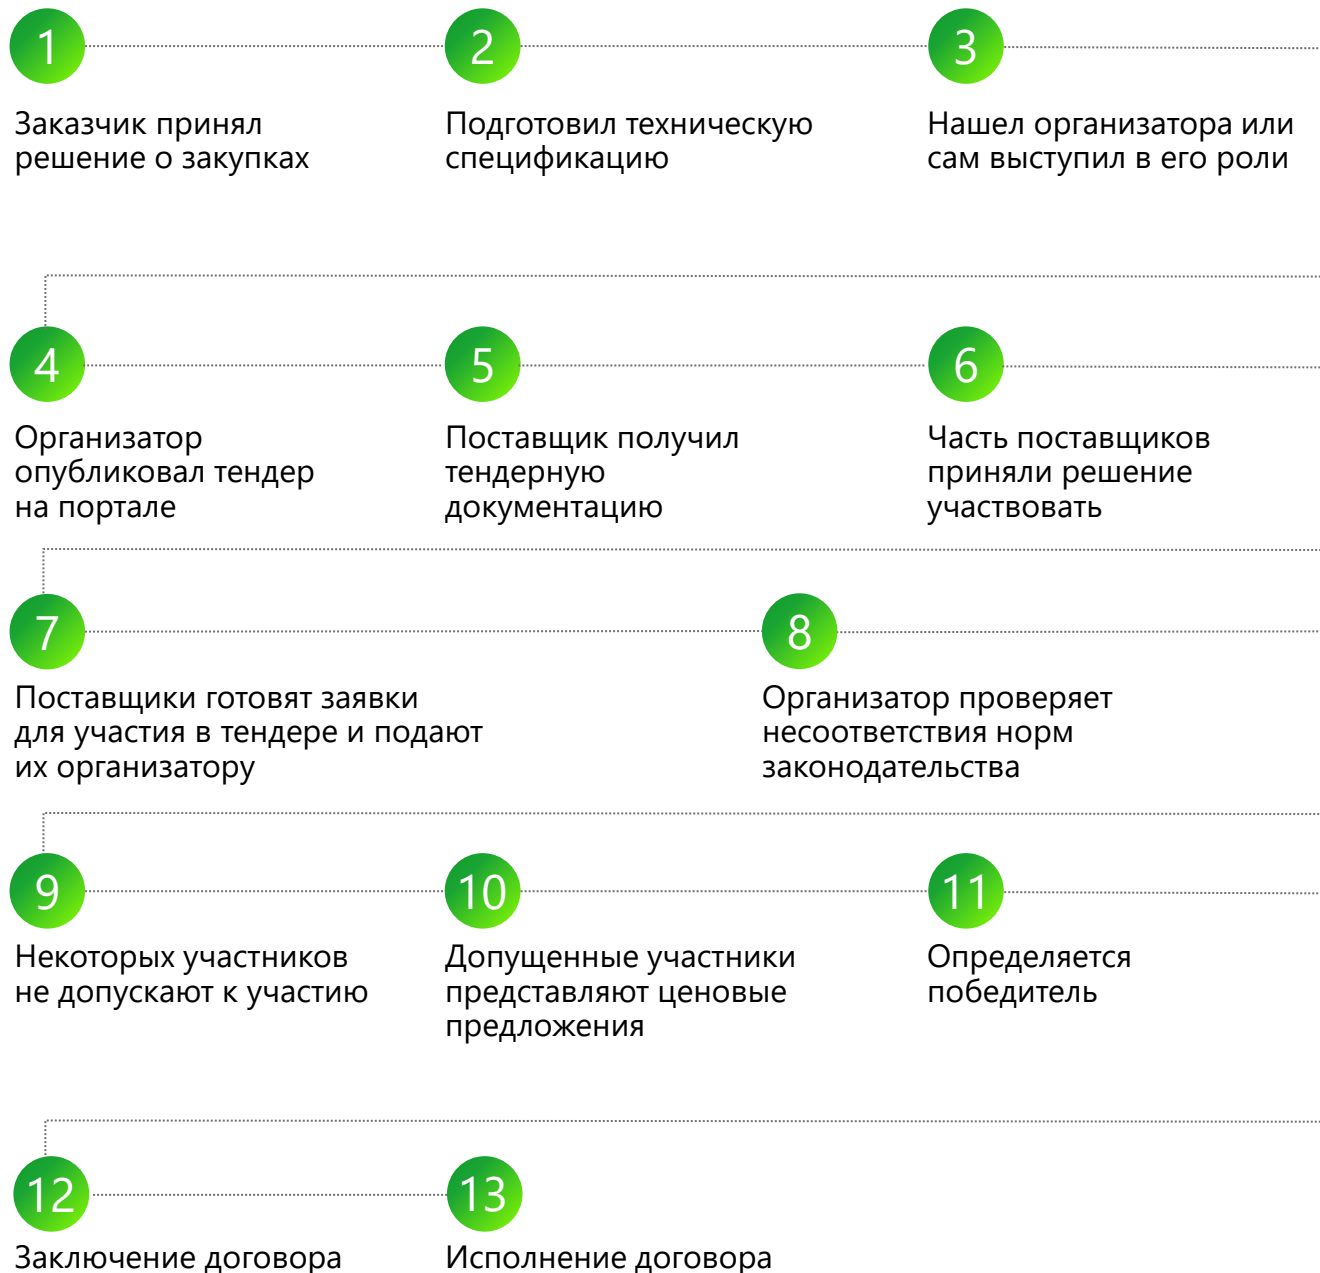 1
Заказчик принял
решение о закупках
2
Подготовил техническую
спецификацию
3
Нашел организатора или
сам выступил в его роли
4
Организатор
опубликовал тендер
на портале
5
Поставщик получил
тендерную
документацию
6
Часть поставщиков
приняли решение
участвовать
7
Поставщики готовят заявки
для участия в тендере и подают
их организатору
8
Организатор проверяет
несоответствия норм
законодательства
9
Некоторых участников
не допускают к участию
10
Допущенные участники
представляют ценовые
предложения
11
Определяется
победитель
12
Заключение договора
13
Исполнение договора